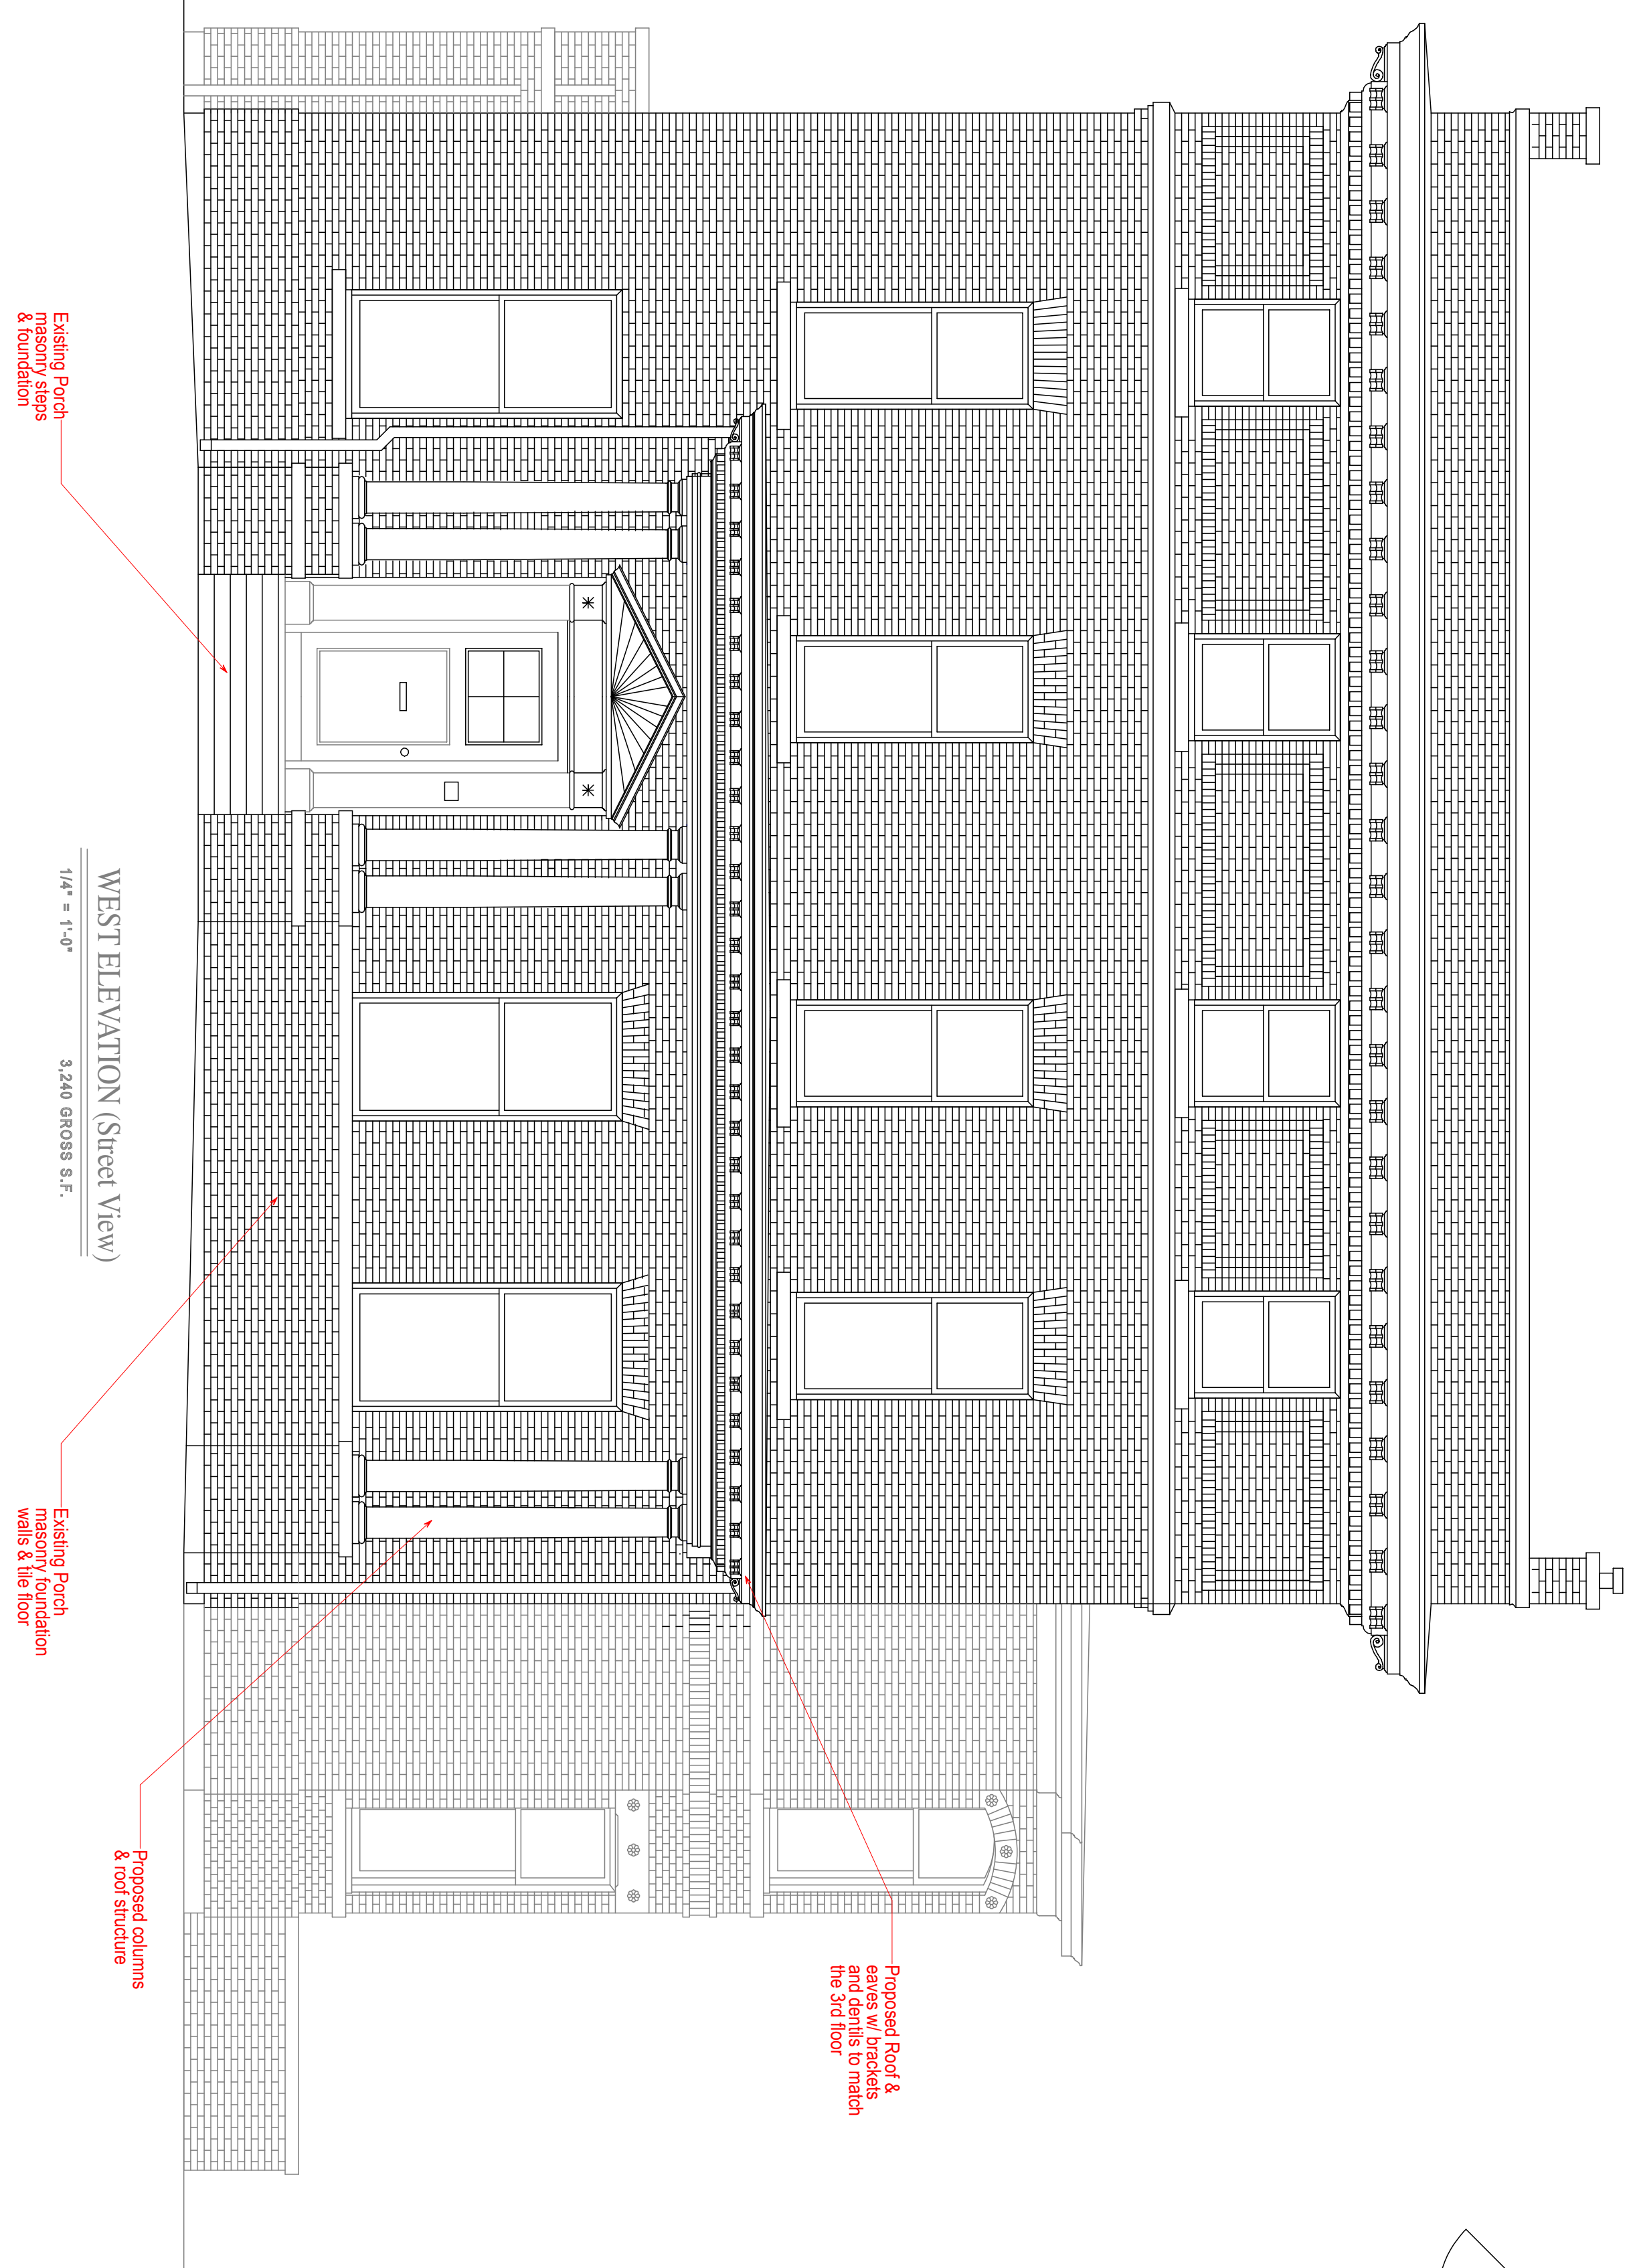 Proposed Roof &
eaves w/ brackets
and dentils to match
the 3rd floor
Proposed columns
& roof structure
WEST ELEVATION (Street View)
1/4" = 1'-0" 3,240 GROSS S.F.
Existing Porch
masonry steps
& foundation
Existing Porch
masonry foundation
walls & tile floor